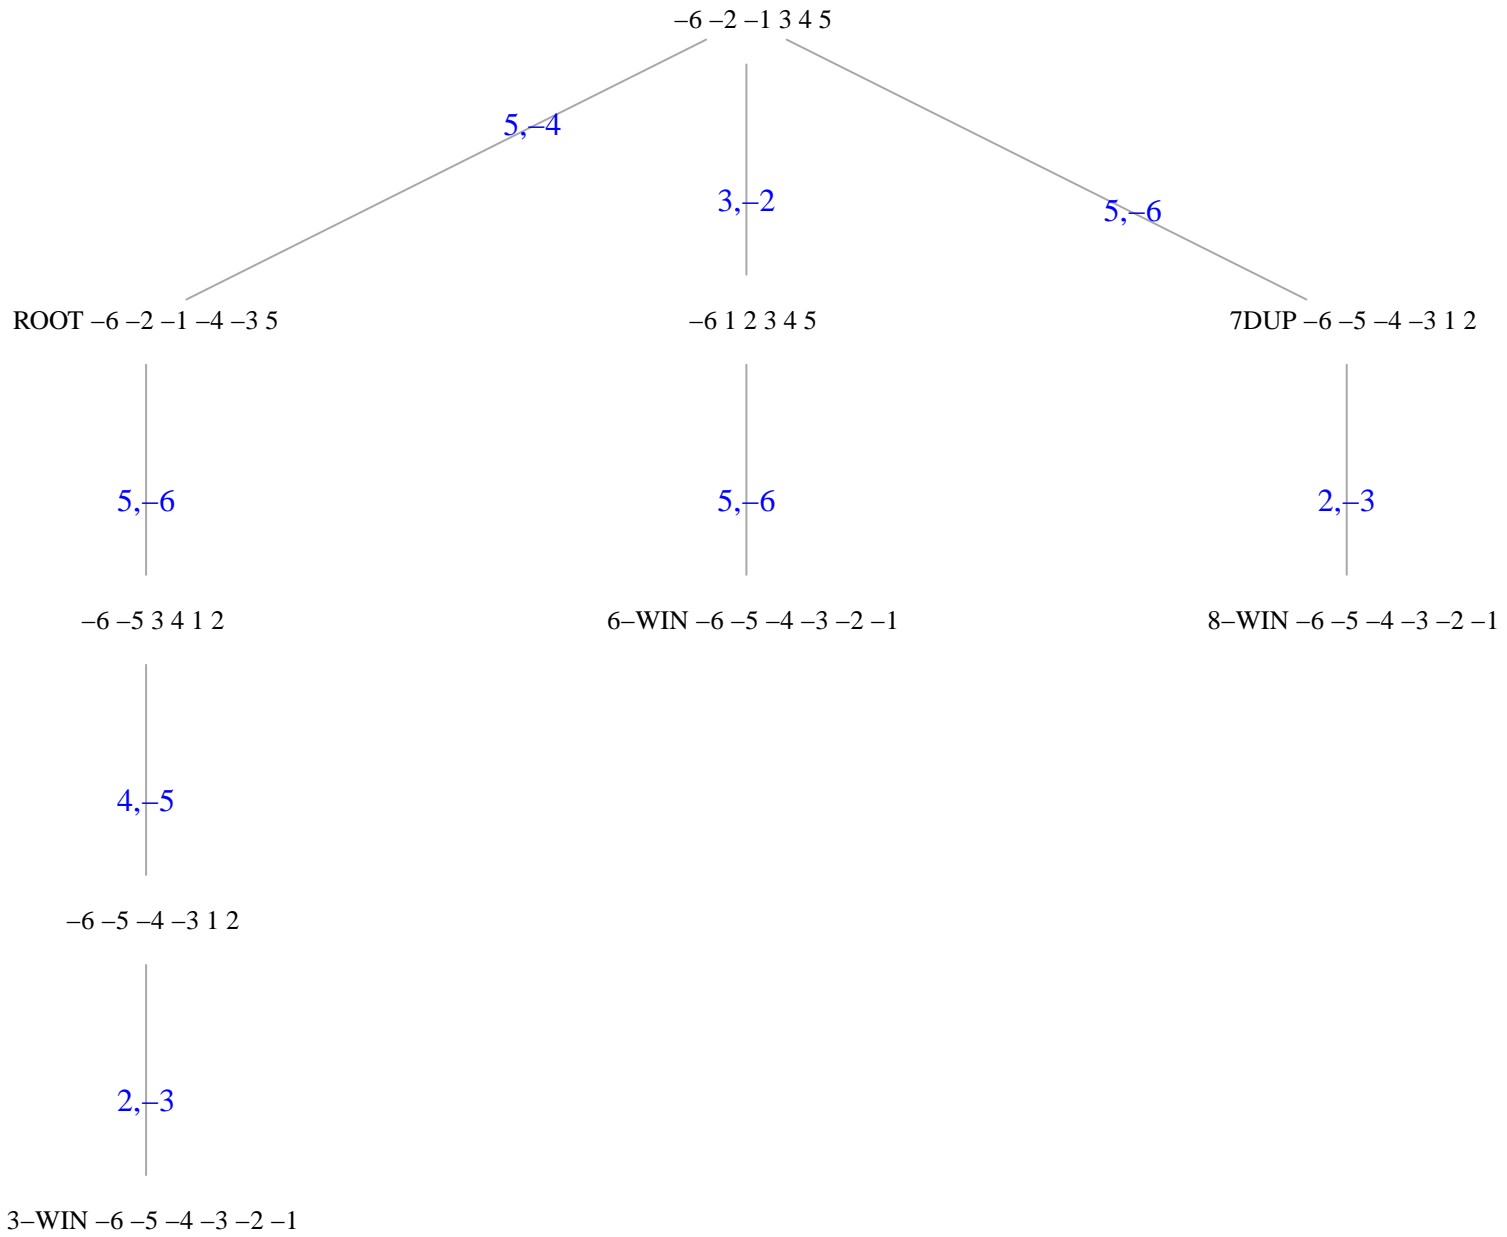 –6 –2 –1 3 4 5
5,–4
3,–2
5,–6
ROOT –6 –2 –1 –4 –3 5
–6 1 2 3 4 5
7DUP –6 –5 –4 –3 1 2
5,–6
5,–6
2,–3
–6 –5 3 4 1 2
6–WIN –6 –5 –4 –3 –2 –1
8–WIN –6 –5 –4 –3 –2 –1
4,–5
–6 –5 –4 –3 1 2
2,–3
3–WIN –6 –5 –4 –3 –2 –1